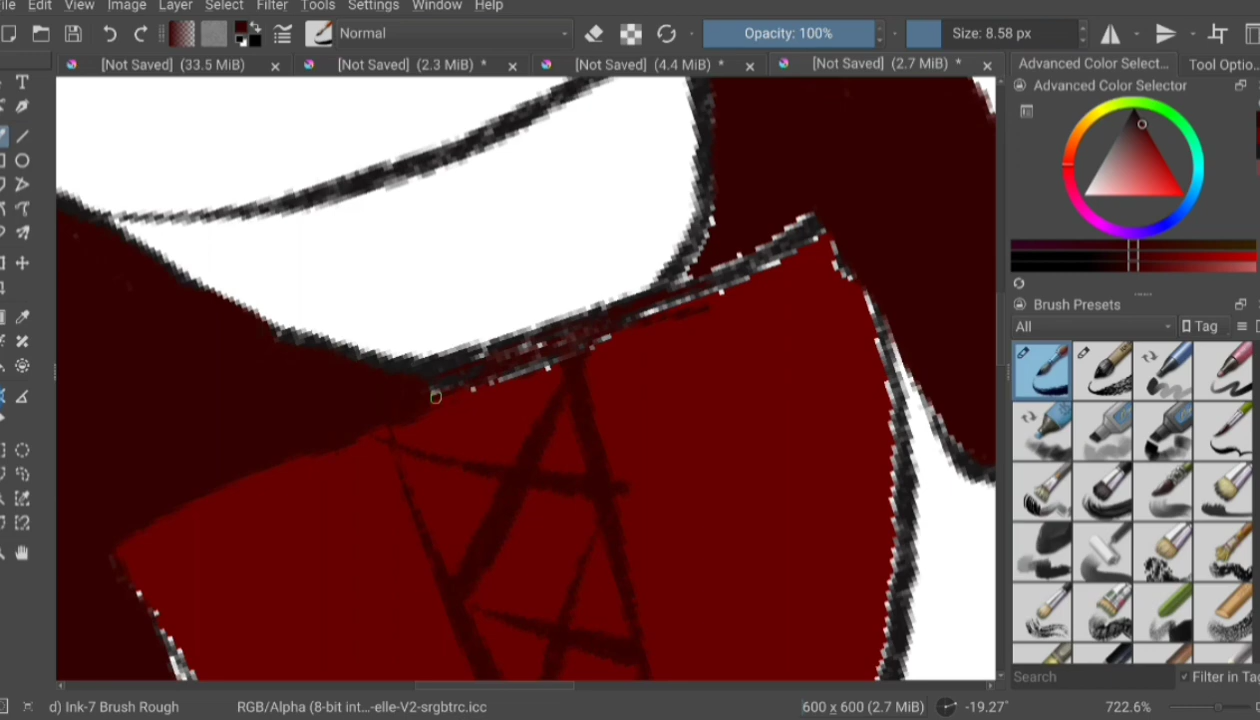 ile Edit View Image Layer Select Filter Tools Settings Window Help
Normal Opacity: 100% Size: 8.58 px
[Not Saved] (33.5 MiB) [Not Saved] (2.3 MiB) * [Not Saved] (4.4 MiB) * [Not Saved] (2.7 MiB) * Advanced Color Select... Tool Optio..
Advanced Color Selector
Brush Presets
All Tag
Search Filter in Tag
d) Ink-7 Brush Rough RGB/Alpha (8-bit int...-elle-V2-srgbtrc.icc 600 x 600 (2.7 MiB) -19.27° 722.6%